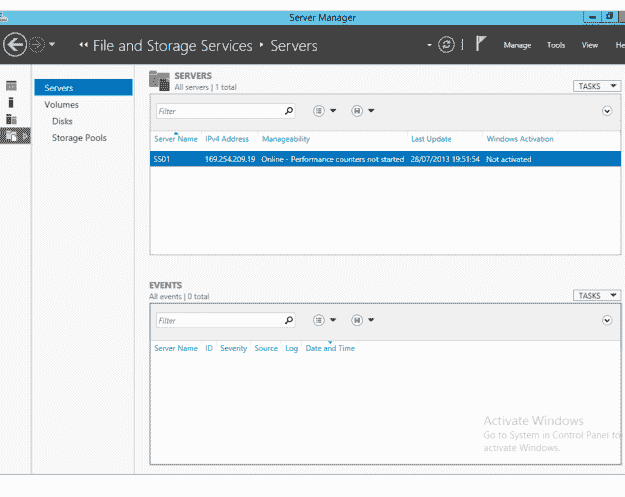 Server Manager
File and Storage Services • Servers
Manage Tools View He
Servers
Volumes
Disks
Storage Pools
SERVERS
All servers | 1 total
TASKS
Filter
Server Name IPv4 Address Manageability Last Update Windows Activation
SS01 169.254.209.19 Online - Performance counters not started 28/07/2013 19:51:54 Not activated
EVENTS
All events | 0 total
TASKS
Filter
Server Name ID Severity Source Log Date and Time
Activate Windows
Go to System in Control Panel to
activate Windows.